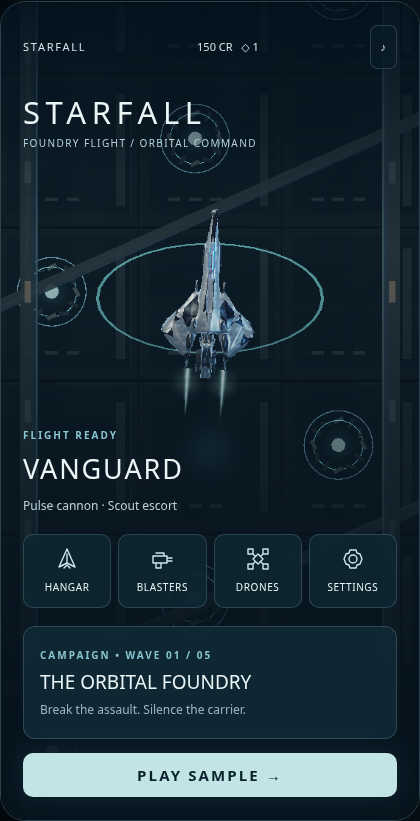 STARFALL
150 CR ◇ 1
♪
STARFALL
FOUNDRY FLIGHT / ORBITAL COMMAND
FLIGHT READY
VANGUARD
Pulse cannon · Scout escort
HANGAR
BLASTERS
DRONES
SETTINGS
CAMPAIGN • WAVE 01 / 05
THE ORBITAL FOUNDRY
Break the assault. Silence the carrier.
PLAY SAMPLE →